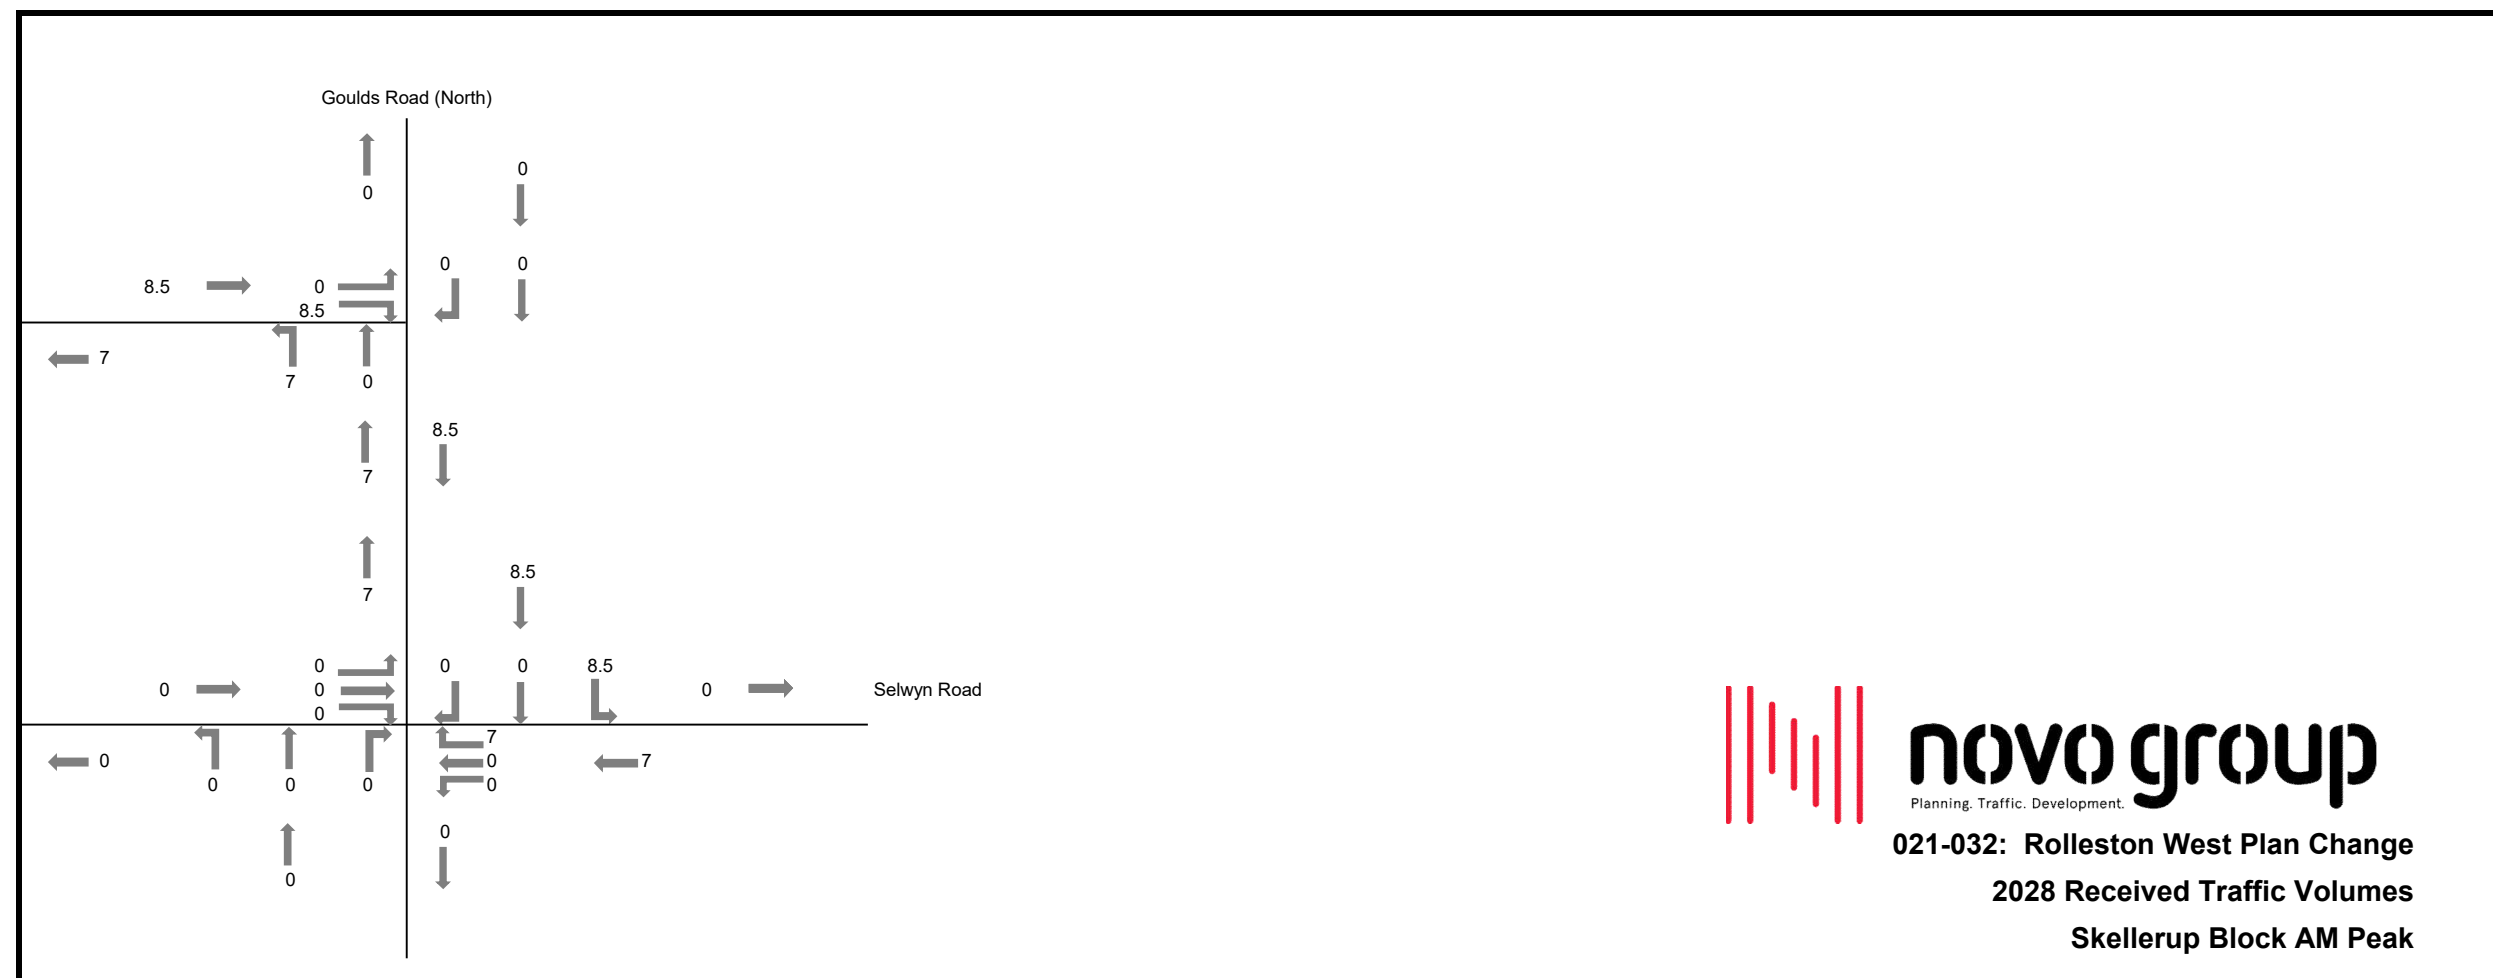 Goulds Road (North)
0
0
0 0
8.5 0
8.5
7
7 0
8.5
7
8.5
7
0 0 0 8.5
0 0 0 Selwyn Road
0
7
0 0 7
0 0 0 0
0
0
novo group
Planning. Traffic. Development.
021-032: Rolleston West Plan Change
2028 Received Traffic Volumes
Skellerup Block AM Peak